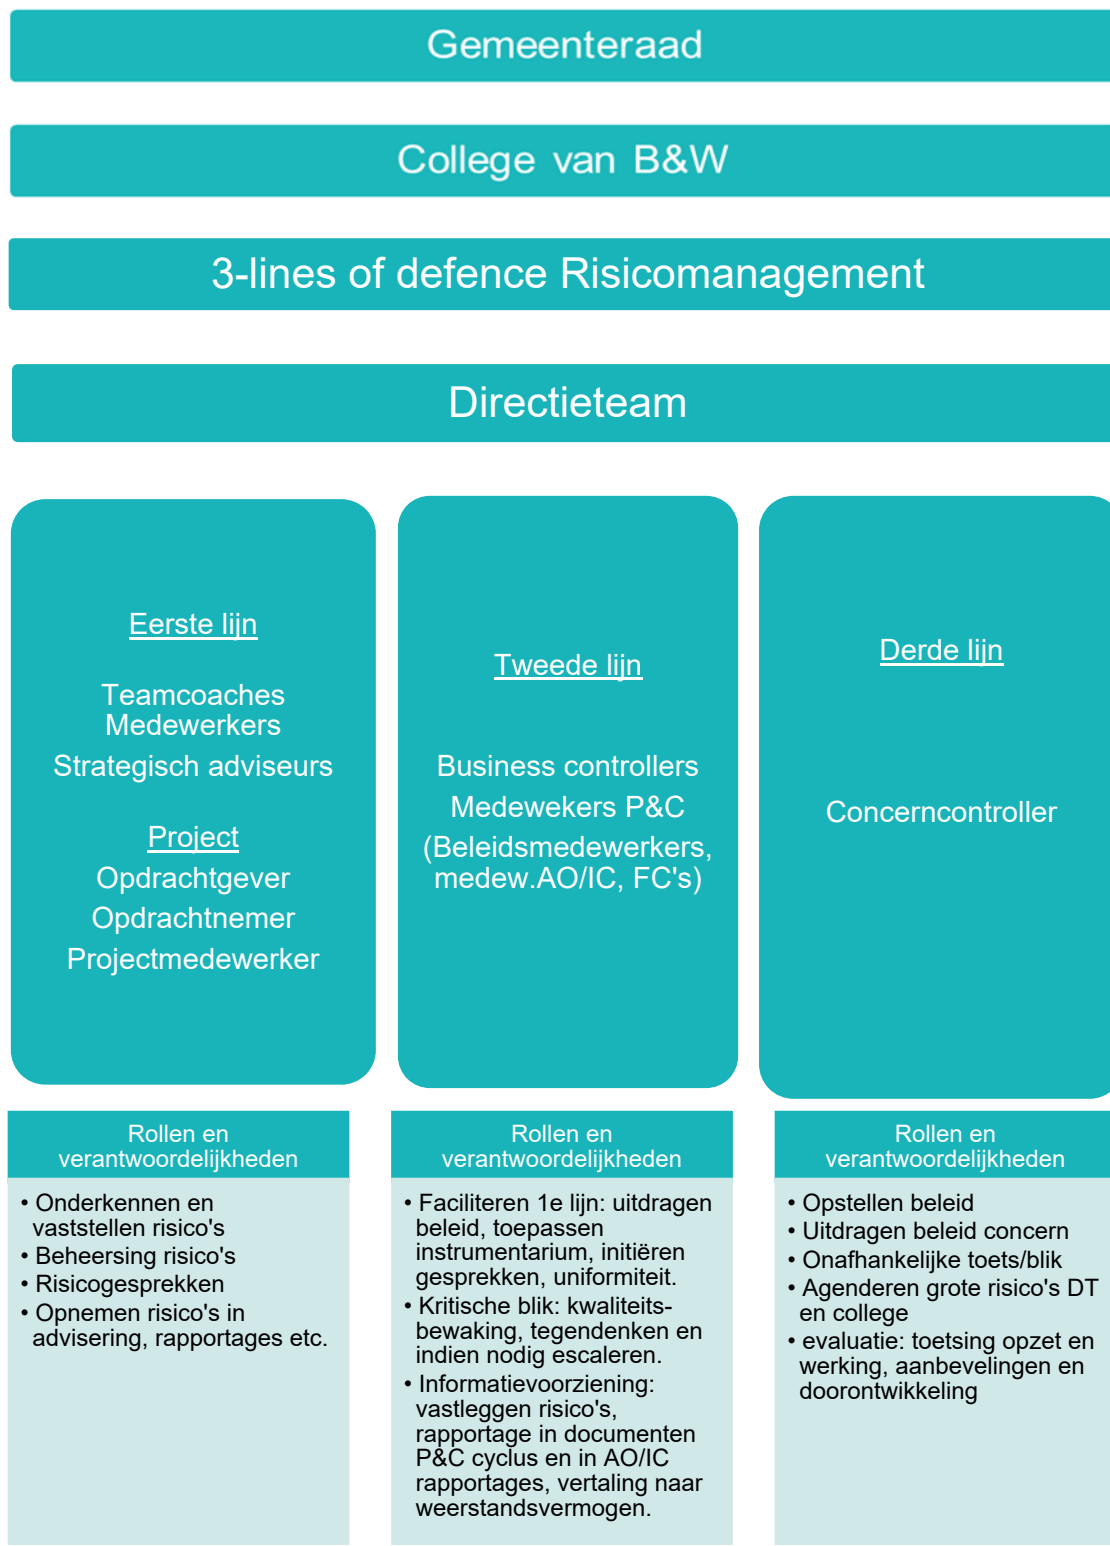 Gemeenteraad
College van B&W
3-lines of defence Risicomanagement
Directieteam
Eerste lijn
Teamcoaches
Medewerkers
Strategisch adviseurs
Project
Opdrachtgever
Opdrachtnemer
Projectmedewerker
Tweede lijn
Business controllers
Medewekers P&C
(Beleidsmedewerkers,
medew.AO/IC, FC's)
Derde lijn
Concerncontroller
Rollen en
verantwoordelijkheden
• Onderkennen en
vaststellen risico's
• Beheersing risico's
• Risicogesprekken
• Opnemen risico's in
advisering, rapportages etc.
Rollen en
verantwoordelijkheden
• Faciliteren 1e lijn: uitdragen
beleid, toepassen
instrumentarium, initiëren
gesprekken, uniformiteit.
• Kritische blik: kwaliteits-
bewaking, tegendenken en
indien nodig escaleren.
• Informatievoorziening:
vastleggen risico's,
rapportage in documenten
P&C cyclus en in AO/IC
rapportages, vertaling naar
weerstandsvermogen.
Rollen en
verantwoordelijkheden
• Opstellen beleid
• Uitdragen beleid concern
• Onafhankelijke toets/blik
• Agenderen grote risico's DT
en college
• evaluatie: toetsing opzet en
werking, aanbevelingen en
doorontwikkeling